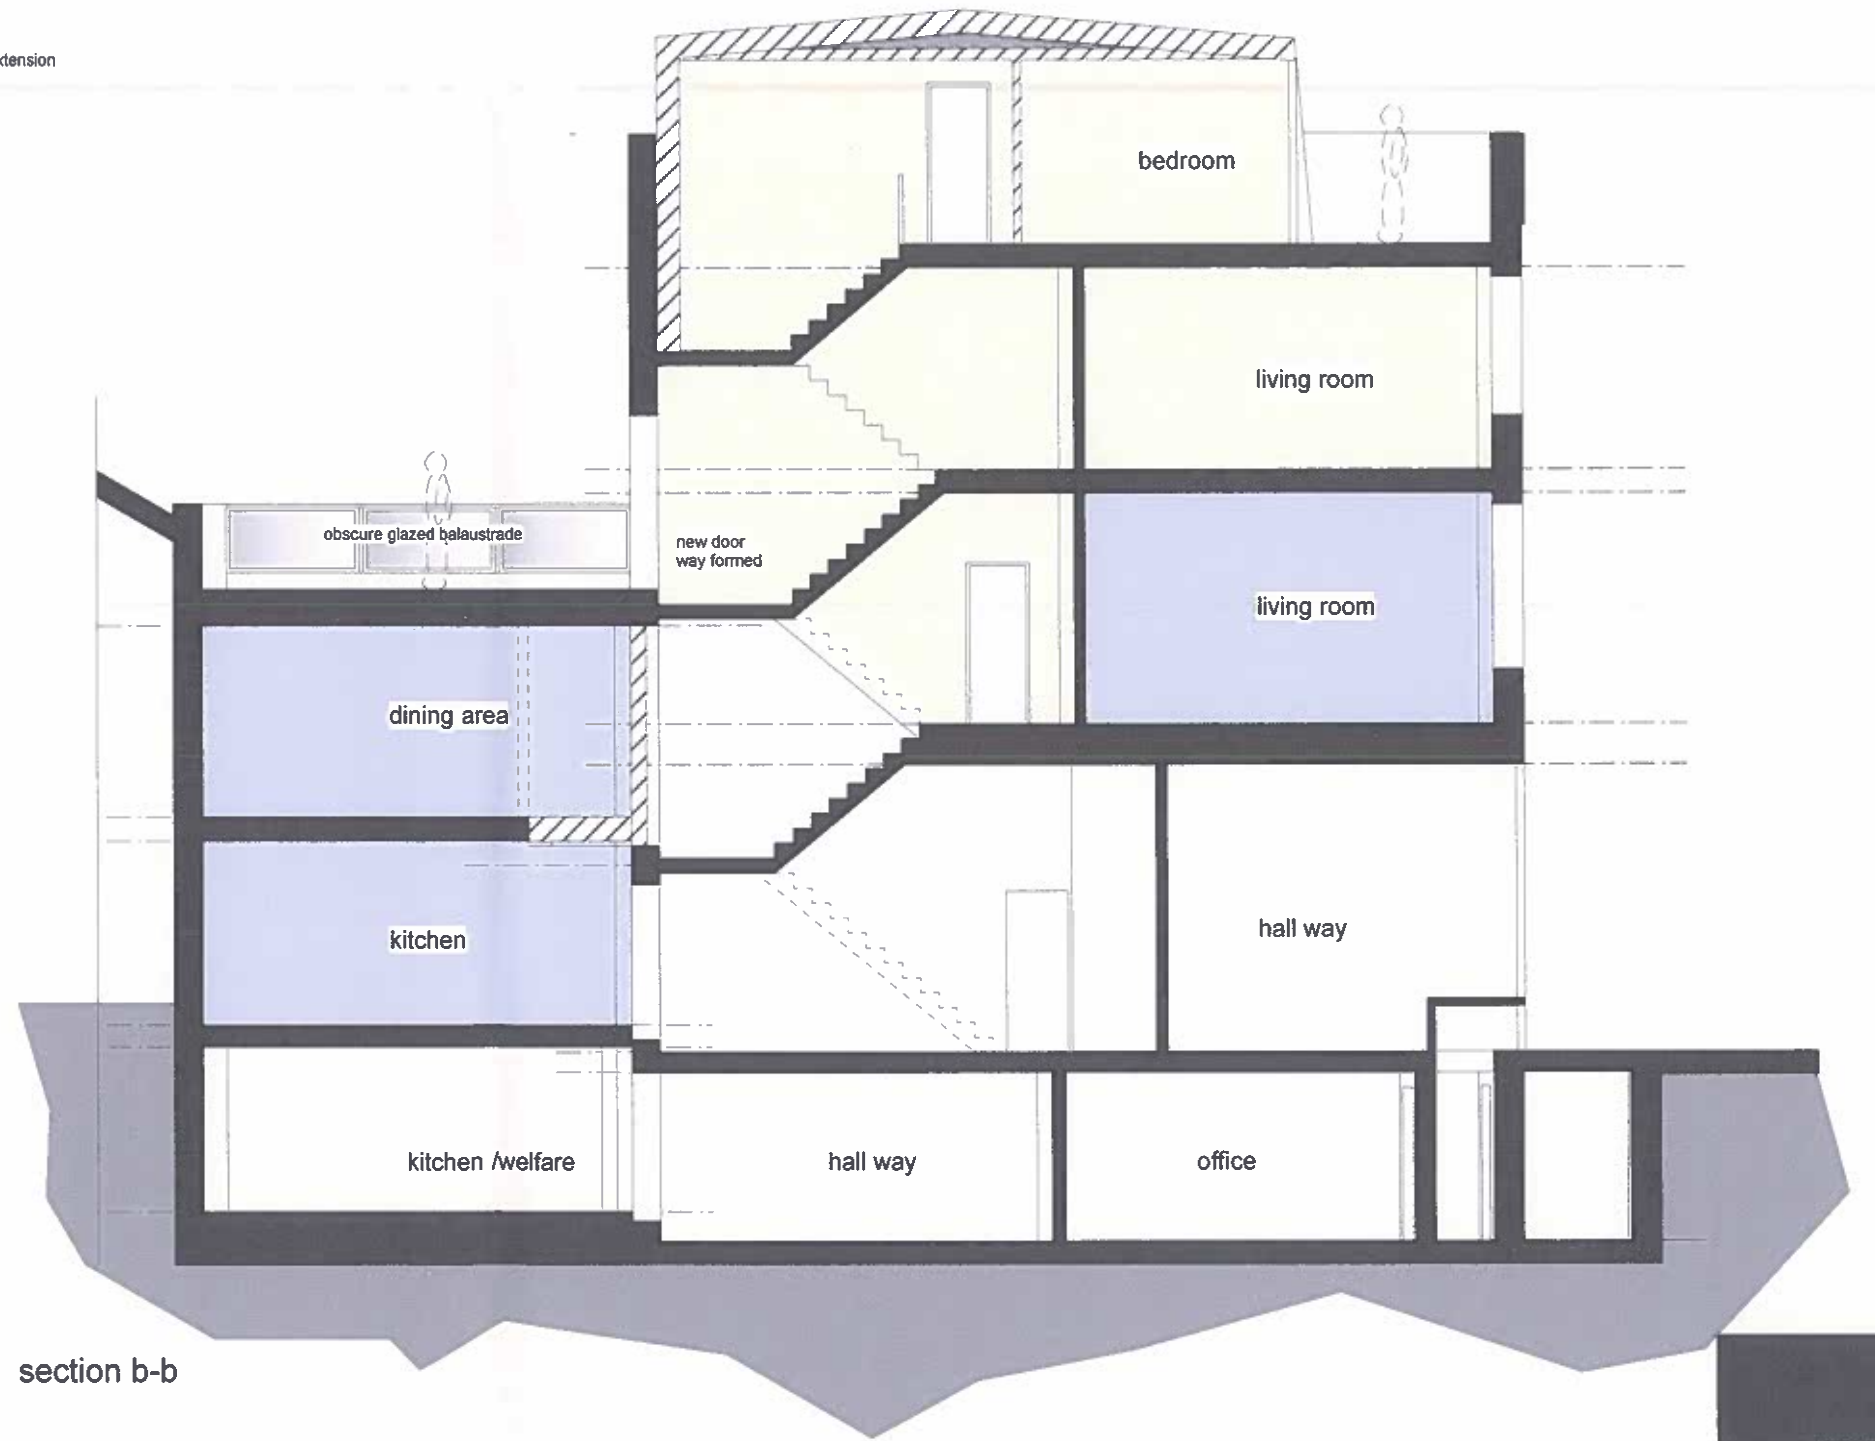 xtension
bedroom
living room
obscure glazed balaustrade
new door
way formed
living room
dining area
kitchen
hall way
kitchen /welfare
hall way
office
section b-b